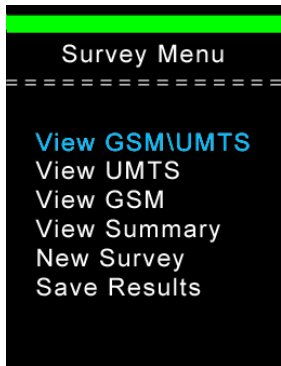 Survey Menu
================
View GSM\UMTS
View UMTS
View GSM
View Summary
New Survey
Save Results